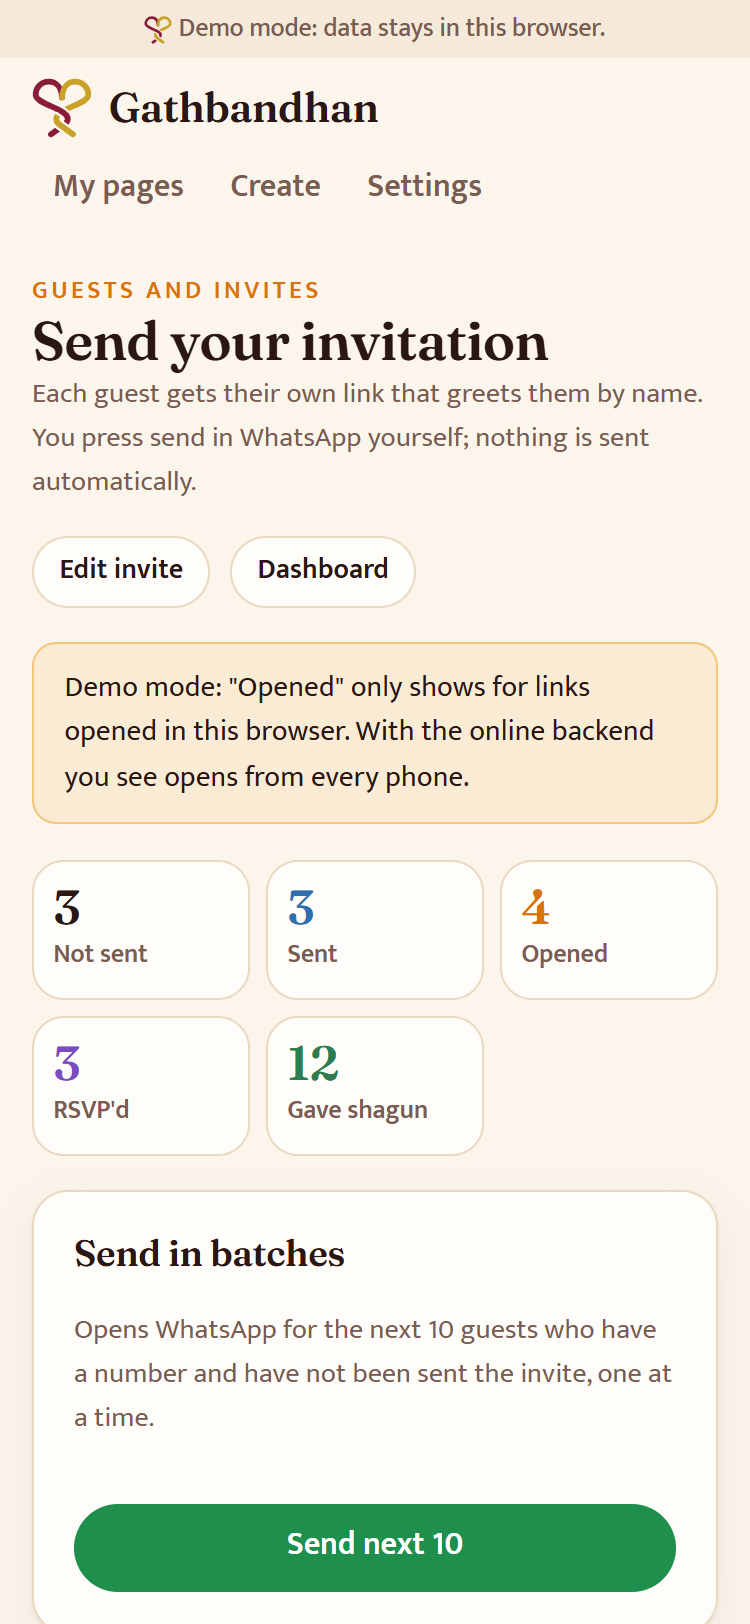 Demo mode: data stays in this browser.
Gathbandhan
My pages Create Settings
GUESTS AND INVITES
Send your invitation
Each guest gets their own link that greets them by name.
You press send in WhatsApp yourself; nothing is sent
automatically.
Edit invite Dashboard
Demo mode: "Opened" only shows for links
opened in this browser. With the online backend
you see opens from every phone.
3 3 4
Not sent Sent Opened
3 12
RSVP'd Gave shagun
Send in batches
Opens WhatsApp for the next 10 guests who have
a number and have not been sent the invite, one at
a time.
Send next 10